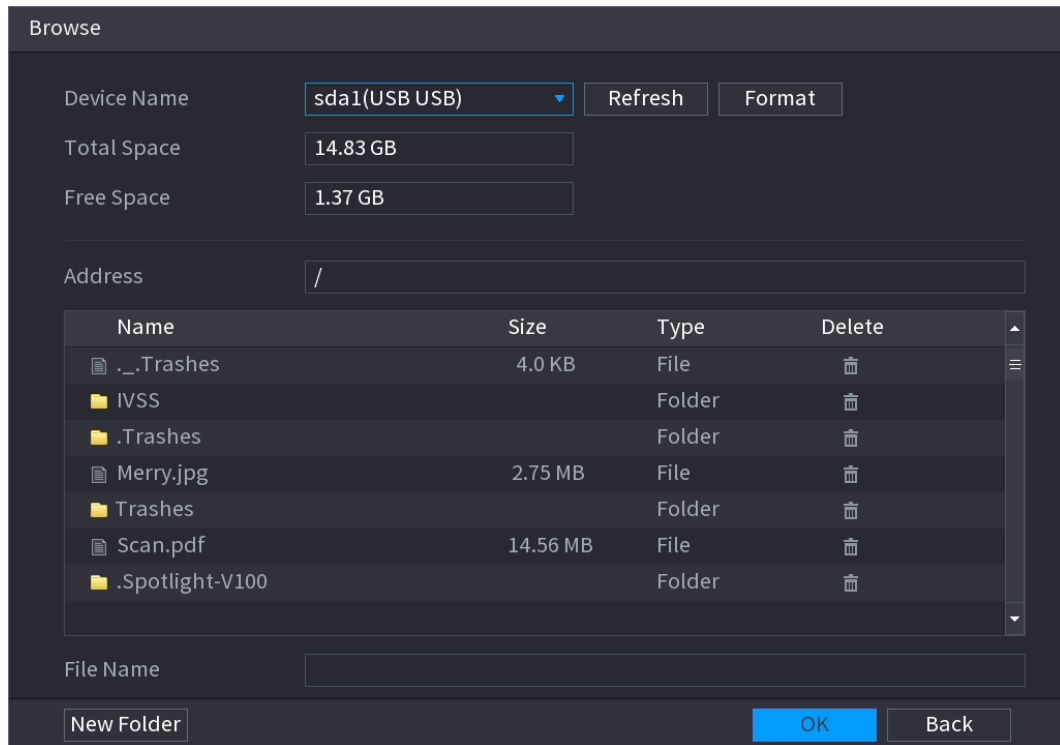 Browse
Device Name sda1(USB USB) Refresh Format
Total Space 14.83 GB
Free Space 1.37 GB
Address /
Name Size Type Delete
._.Trashes 4.0 KB File
IVSS Folder
.Trashes Folder
Merry.jpg 2.75 MB File
Trashes Folder
Scan.pdf 14.56 MB File
.Spotlight-V100 Folder
File Name
New Folder OK Back